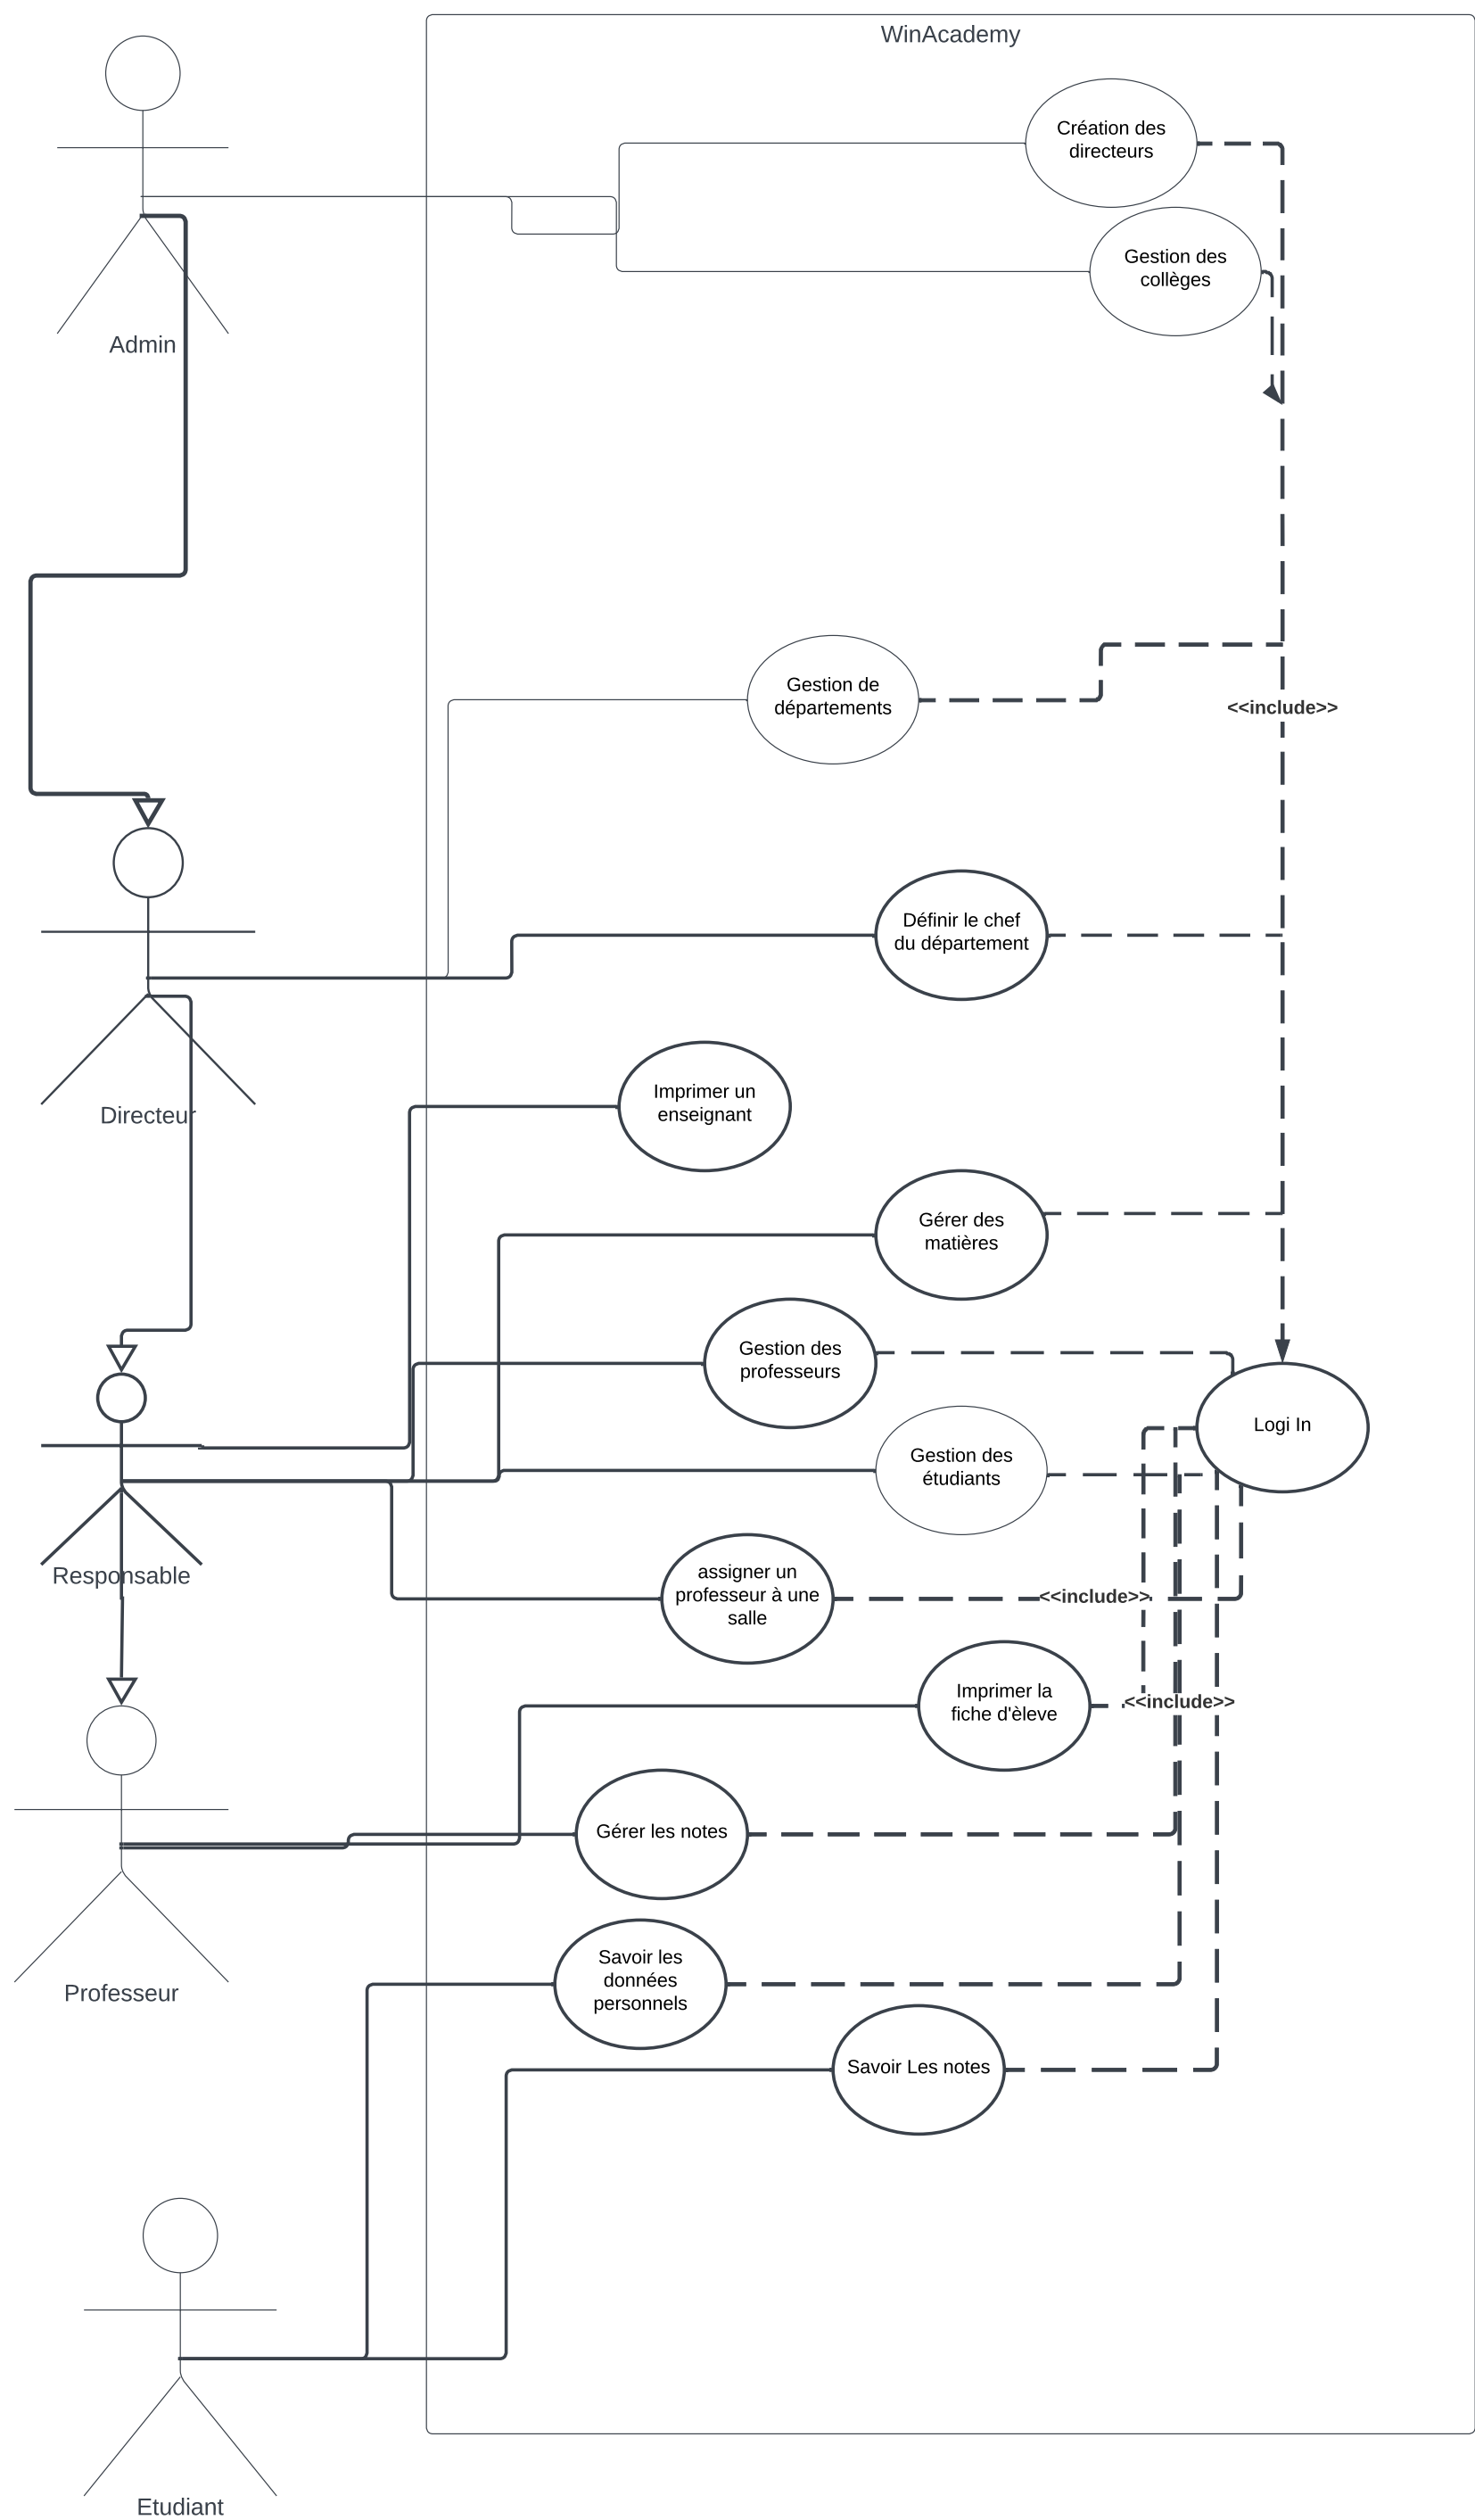 WinAcademy
Création des
directeurs
Gestion des
collèges
Admin
Gestion de
départements
<<include>>
Définir le chef
du département
Imprimer un
enseignant
Directeur
Gérer des
matières
Gestion des
professeurs
Logi In
Gestion des
étudiants
Responsable
assigner un
professeur à une
salle
<<include>>
Imprimer la
fiche d'èleve
<<include>>
Gérer les notes
Savoir les
données
personnels
Professeur
Savoir Les notes
Etudiant